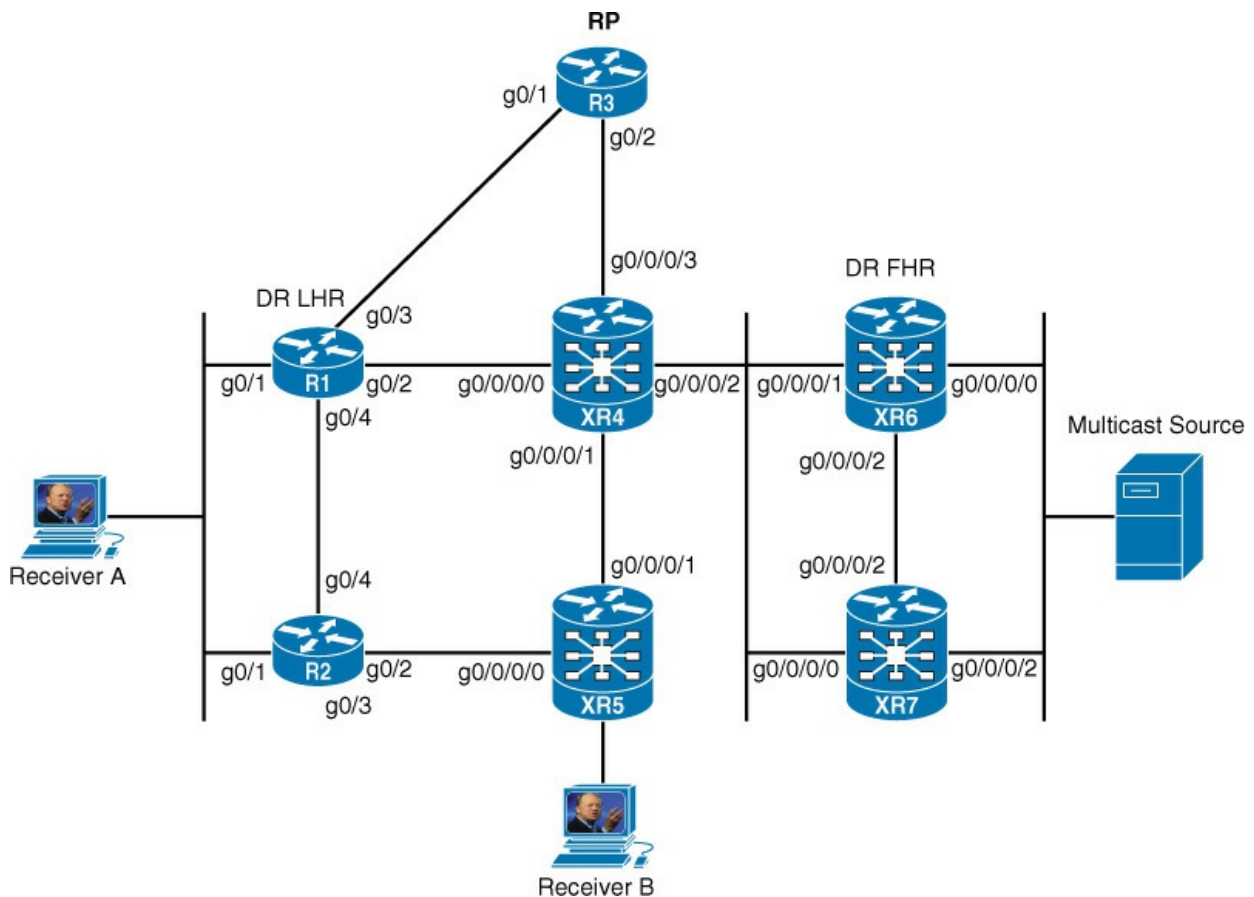 RP
g0/1
R3
g0/2
g0/0/0/3
DR LHR
DR FHR
g0/3
g0/1
R1
g0/2
g0/0/0/0
XR4
g0/0/0/2
g0/0/0/1
XR6
g0/0/0/0
g0/4
g0/0/0/1
g0/0/0/2
Multicast Source
Receiver A
g0/4
g0/0/0/1
g0/0/0/2
g0/1
R2
g0/2
g0/0/0/0
XR5
g0/0/0/0
XR7
g0/0/0/2
g0/3
Receiver B